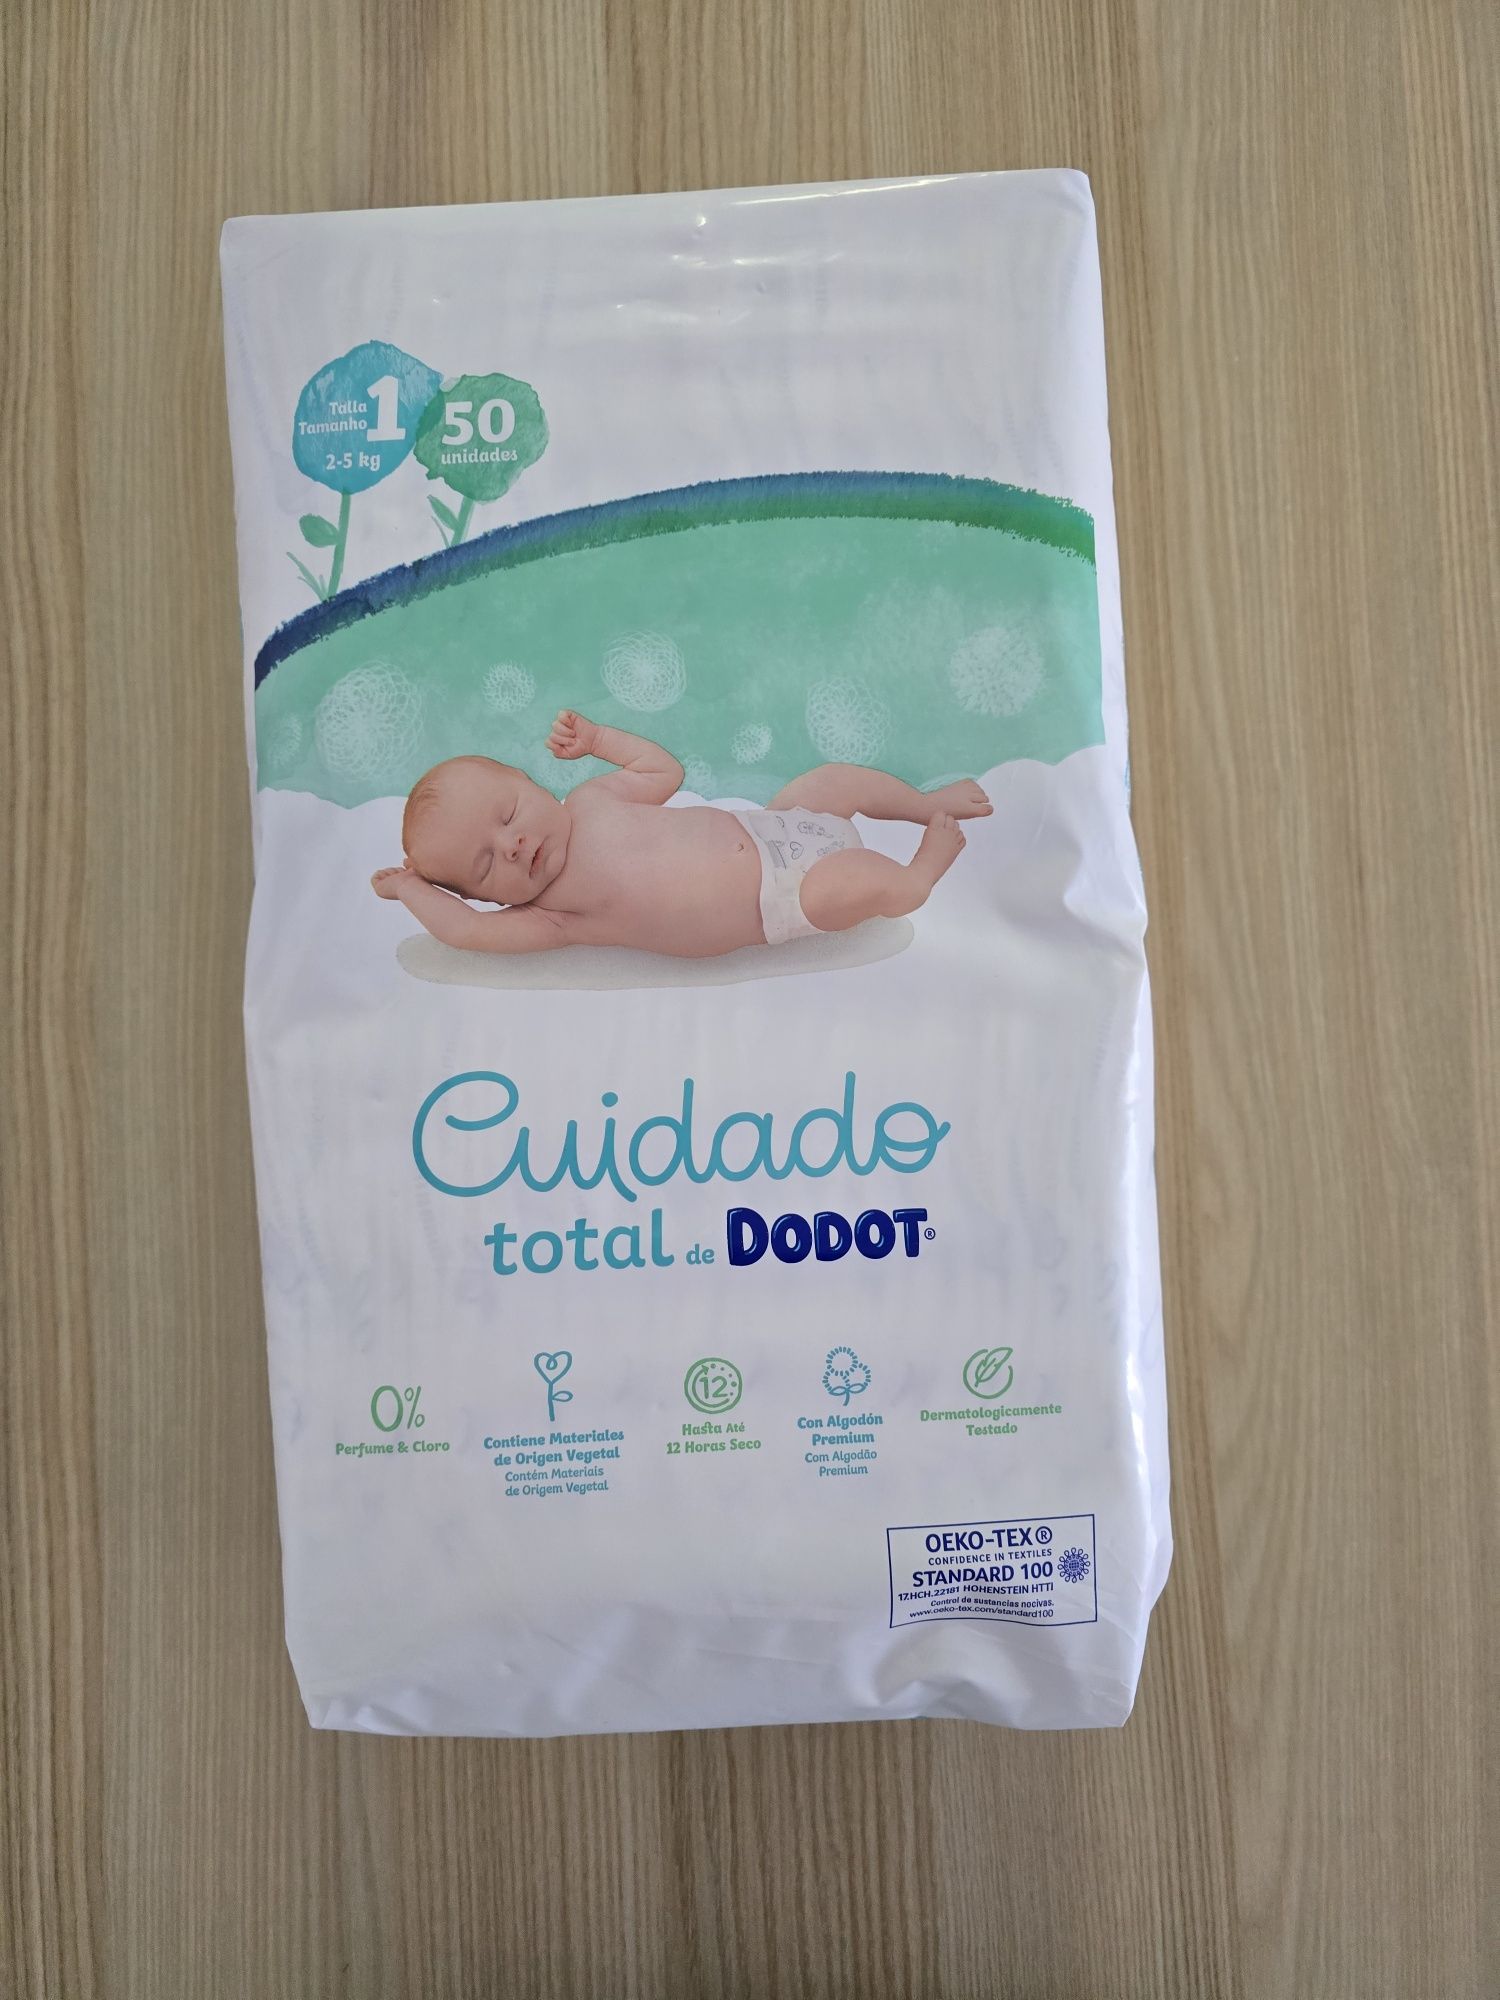 Talla
Tamanho 1
2-5 kg
50
unidades
Cuidado
total de DODOT®
0%
Perfume & Cloro
Contiene Materiales
de Origen Vegetal
Contém Materiais
de Origem Vegetal
12
Hasta Até
12 Horas Seco
Con Algodón
Premium
Com Algodão
Premium
Dermatologicamente
Testado
OEKO-TEX®
CONFIDENCE IN TEXTILES
STANDARD 100
17.HCH.22181 HOHENSTEIN HTTI
Control de sustancias nocivas.
www.oeko-tex.com/standard100